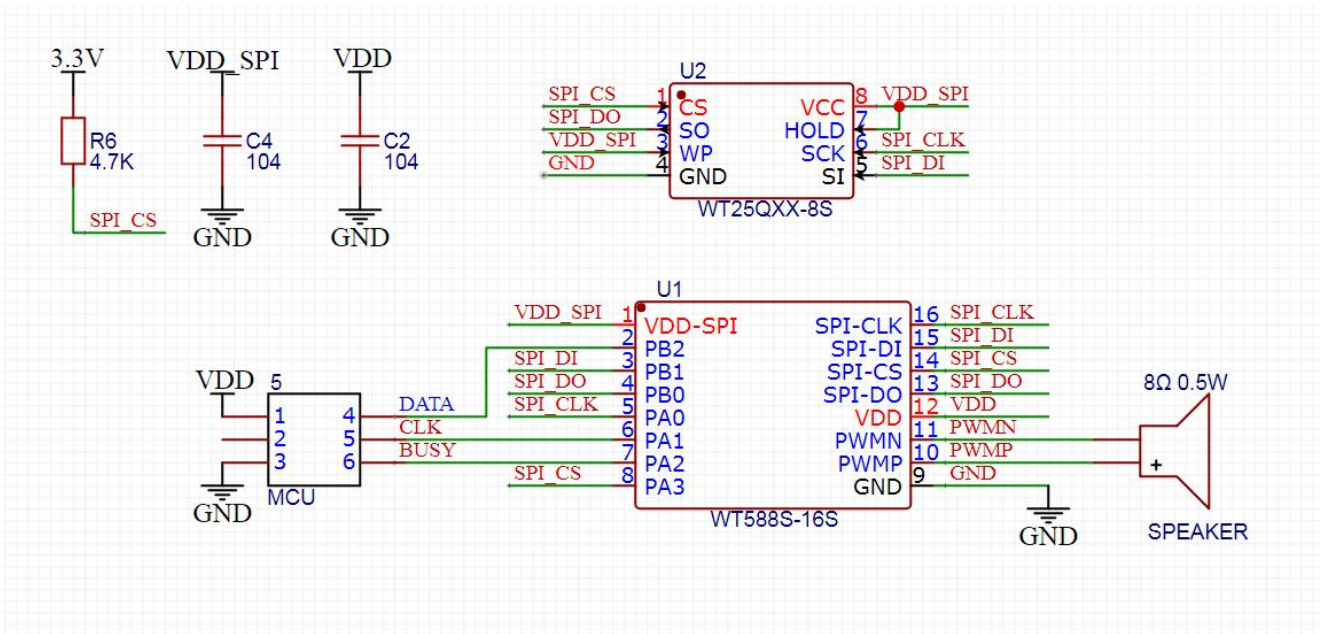 3.3V
R6
4.7K
SPI_CS
VDD_SPI
C4
104
GND
VDD
C2
104
GND
U2
SPI_CS 1 CS VCC 8 VDD_SPI
SPI_DO 2 SO HOLD 7
VDD_SPI 3 WP SCK 6 SPI_CLK
GND 4 GND SI 5 SPI_DI
WT25QXX-8S
U1
VDD_SPI 1 VDD-SPI SPI-CLK 16 SPI_CLK
2 PB2 SPI-DI 15 SPI_DI
SPI_DI 3 PB1 SPI-CS 14 SPI_CS
SPI_DO 4 PB0 SPI-DO 13 SPI_DO
SPI_CLK 5 PA0 VDD 12 VDD
6 PA1 PWMN 11 PWMN
7 PA2 PWMP 10 PWMP
SPI_CS 8 PA3 GND 9 GND
WT588S-16S
VDD 5
1 4 DATA
2 5 CLK
3 6 BUSY
MCU
GND
GND
8Ω 0.5W
+
SPEAKER